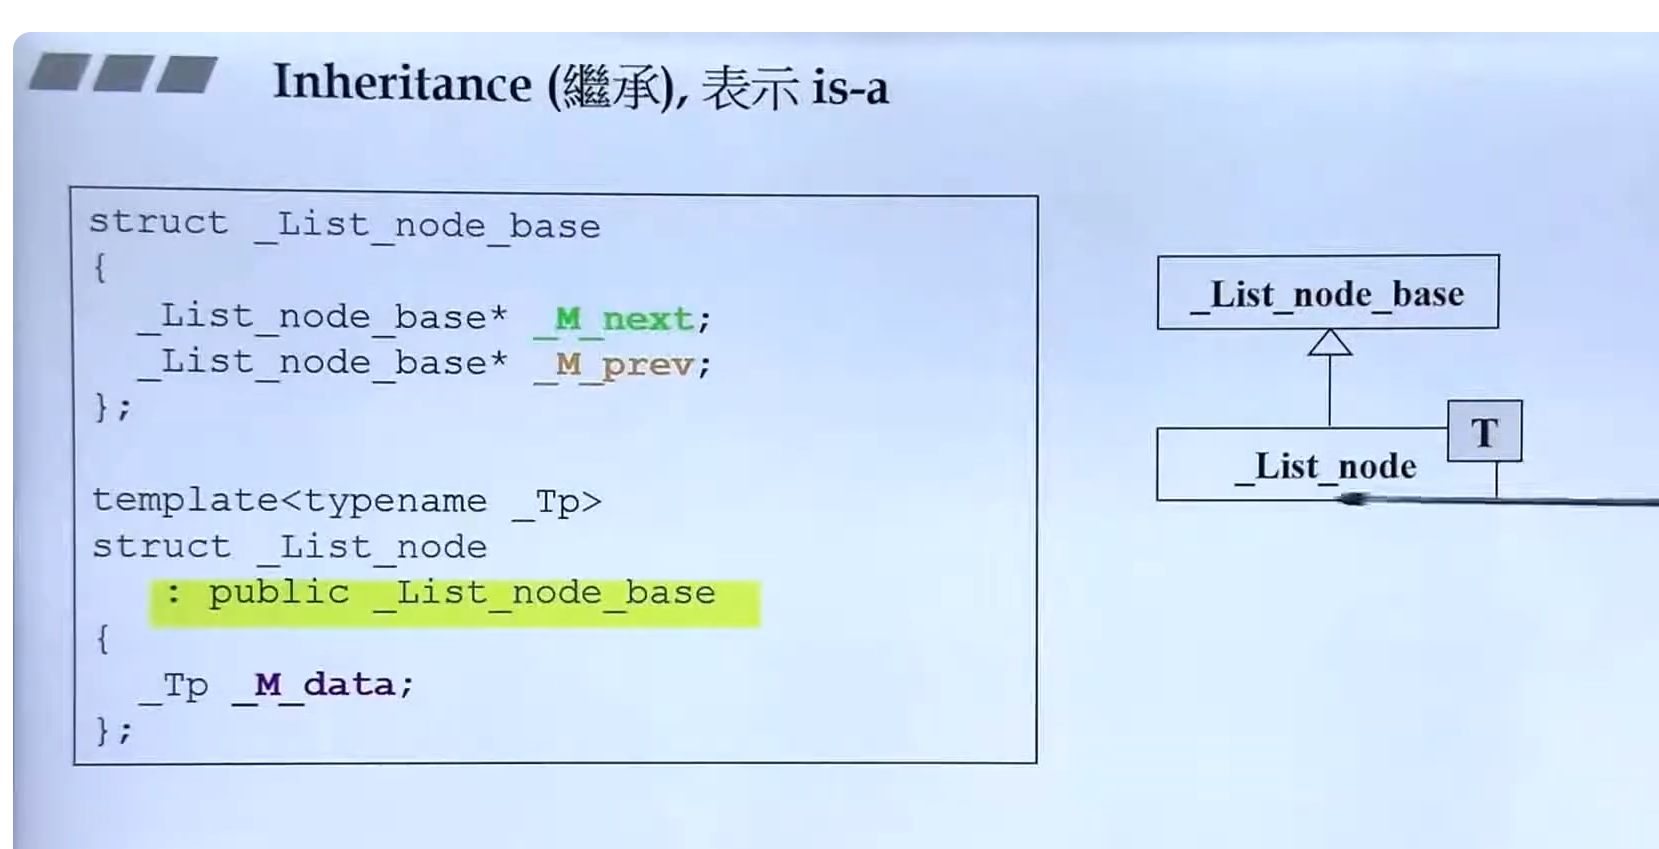 Inheritance (繼承), 表示 is-a
struct _List_node_base
{
_List_node_base* _M_next;
_List_node_base* _M_prev;
};
template<typename _Tp>
struct _List_node
: public _List_node_base
{
_Tp _M_data;
};
_List_node_base
T
_List_node